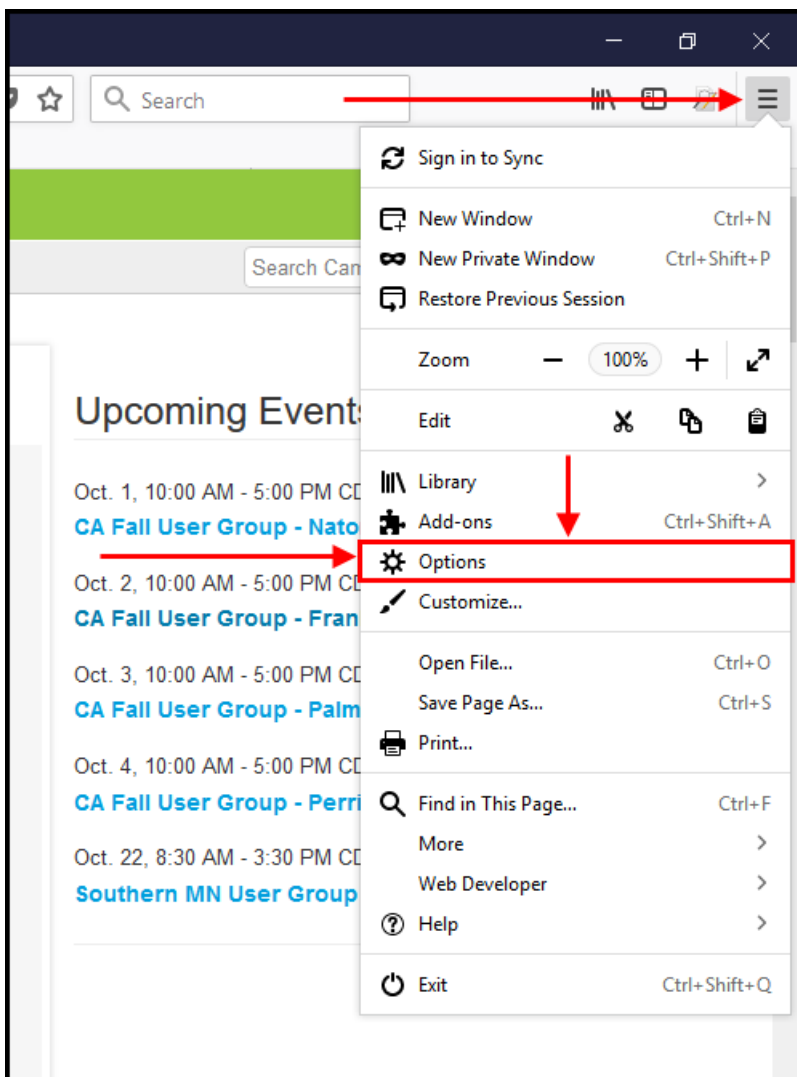 Search
Sign in to Sync
New Window Ctrl+N
New Private Window Ctrl+Shift+P
Restore Previous Session
Zoom 100%
Edit
Library
Add-ons Ctrl+Shift+A
Options
Customize...
Open File... Ctrl+O
Save Page As... Ctrl+S
Print...
Find in This Page... Ctrl+F
More
Web Developer
Help
Exit Ctrl+Shift+Q
Search
Upcoming Events
Oct. 1, 10:00 AM - 5:00 PM
CA Fall User Group -
Oct. 2, 10:00 AM - 5:00 PM
CA Fall User Group -
Oct. 3, 10:00 AM - 5:00 PM
CA Fall User Group -
Oct. 4, 10:00 AM - 5:00 PM
CA Fall User Group -
Oct. 22, 8:30 AM - 3:30 PM
Southern MN User Group